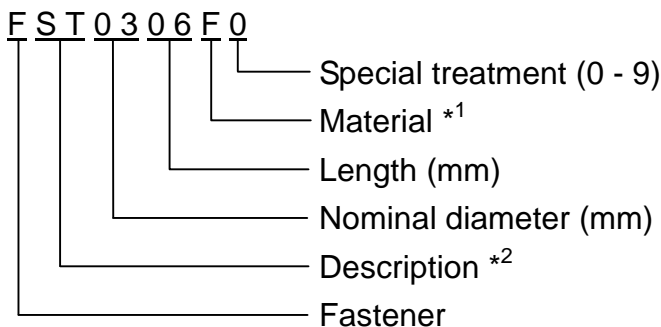 F S T 0 3 0 6 F 0
Special treatment (0 - 9)
Material *1
Length (mm)
Nominal diameter (mm)
Description *2
Fastener